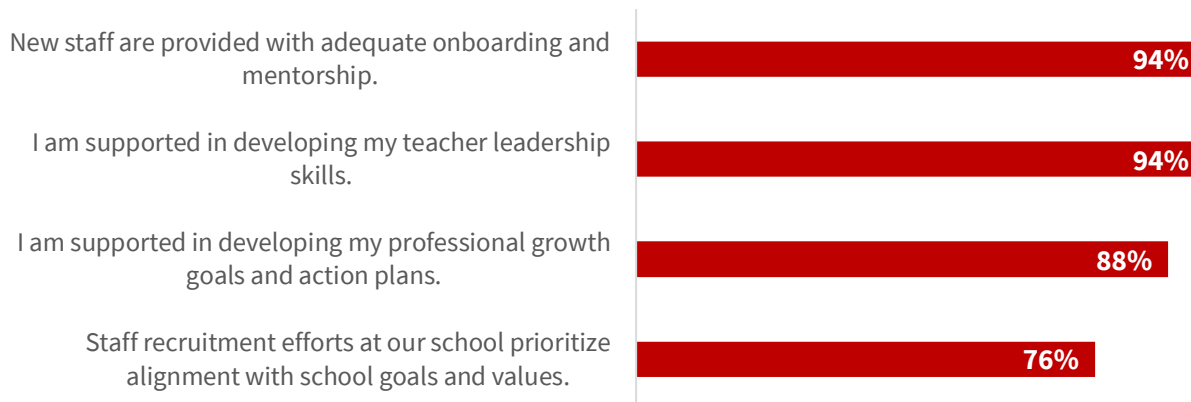 New staff are provided with adequate onboarding and
mentorship.
94%
I am supported in developing my teacher leadership
skills.
94%
I am supported in developing my professional growth
goals and action plans.
88%
Staff recruitment efforts at our school prioritize
alignment with school goals and values.
76%